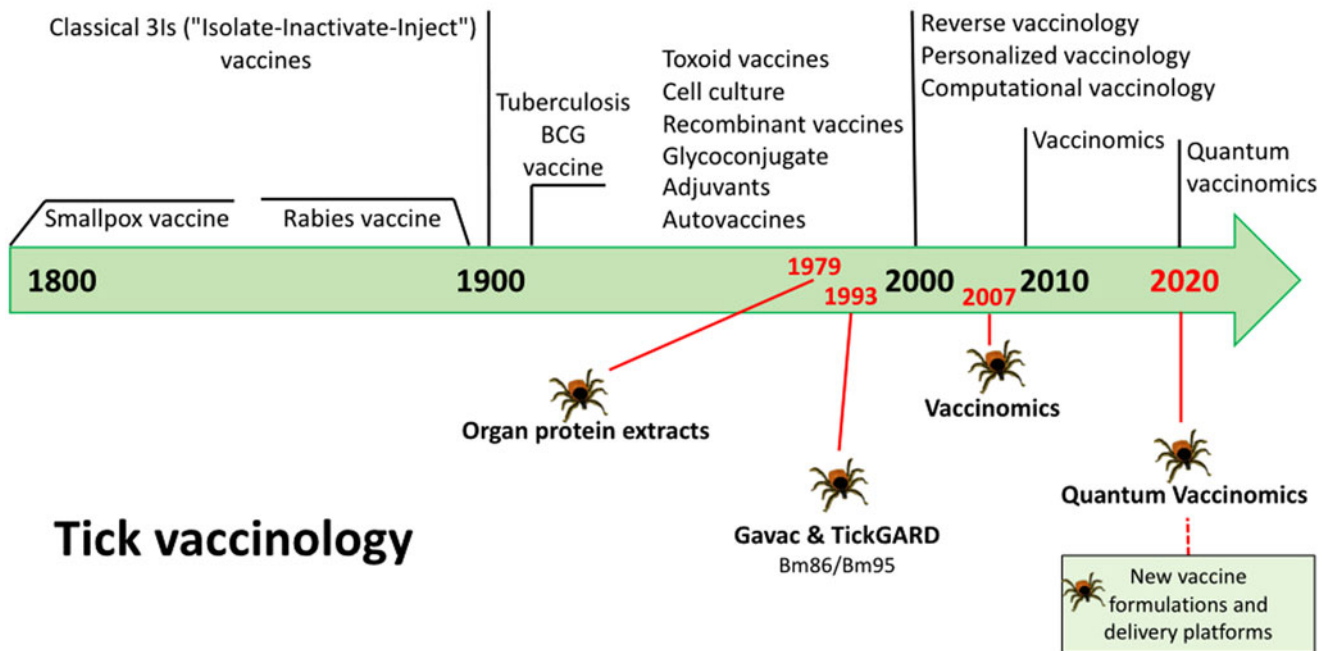 Classical 3Is ("Isolate-Inactivate-Inject")
vaccines
Smallpox vaccine
Rabies vaccine
Tuberculosis
BCG
vaccine
Toxoid vaccines
Cell culture
Recombinant vaccines
Glycoconjugate
Adjuvants
Autovaccines
Reverse vaccinology
Personalized vaccinology
Computational vaccinology
Vaccinomics
Quantum
vaccinomics
1800
1900
1979
1993
2000
2007
2010
2020
Organ protein extracts
Gavac & TickGARD
Bm86/Bm95
Vaccinomics
Quantum Vaccinomics
New vaccine
formulations and
delivery platforms
Tick vaccinology